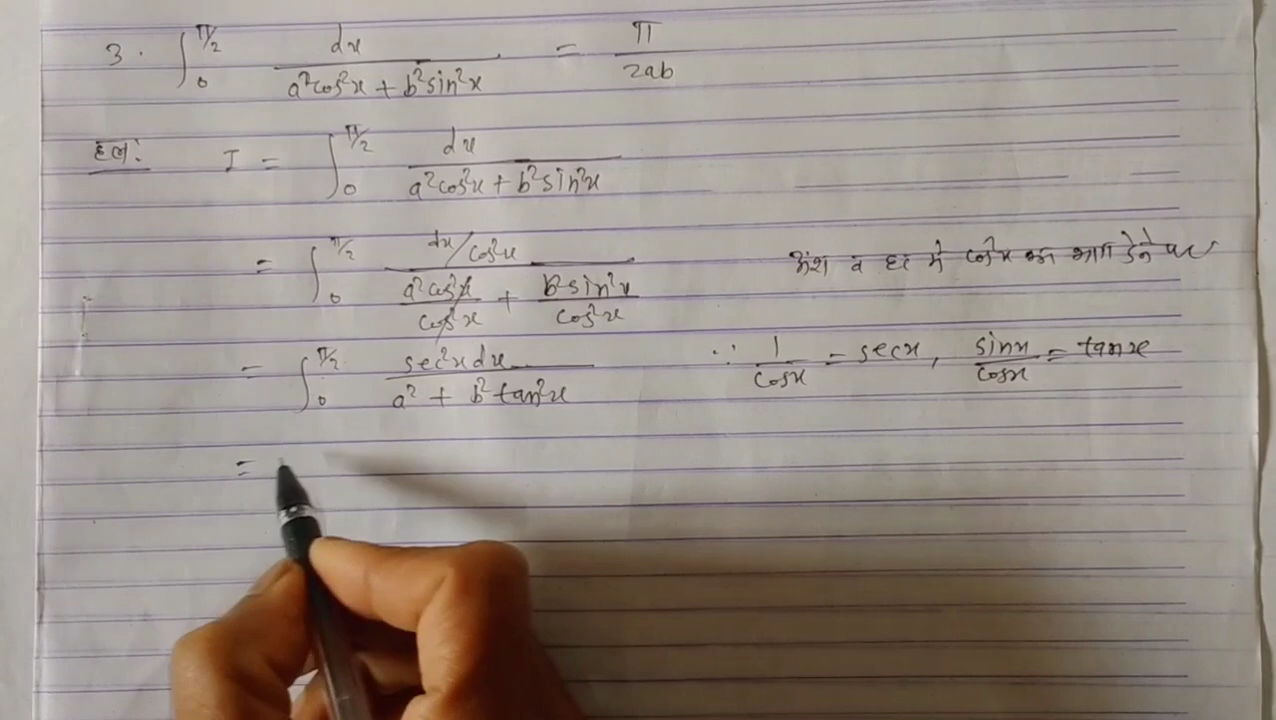 3. ∫₀^{π/2} dx / (a²cos²x + b²sin²x) = π / 2ab
हल: I = ∫₀^{π/2} dx / (a²cos²x + b²sin²x)
= ∫₀^{π/2} (dx/cos²x) / (a²cos²x/cos²x + b²sin²x/cos²x) अंश व हर मे cos²x का भाग देने पर
= ∫₀^{π/2} sec²x dx / (a² + b²tan²x) ∵ 1/cosx = secx, sinx/cosx = tanx
=